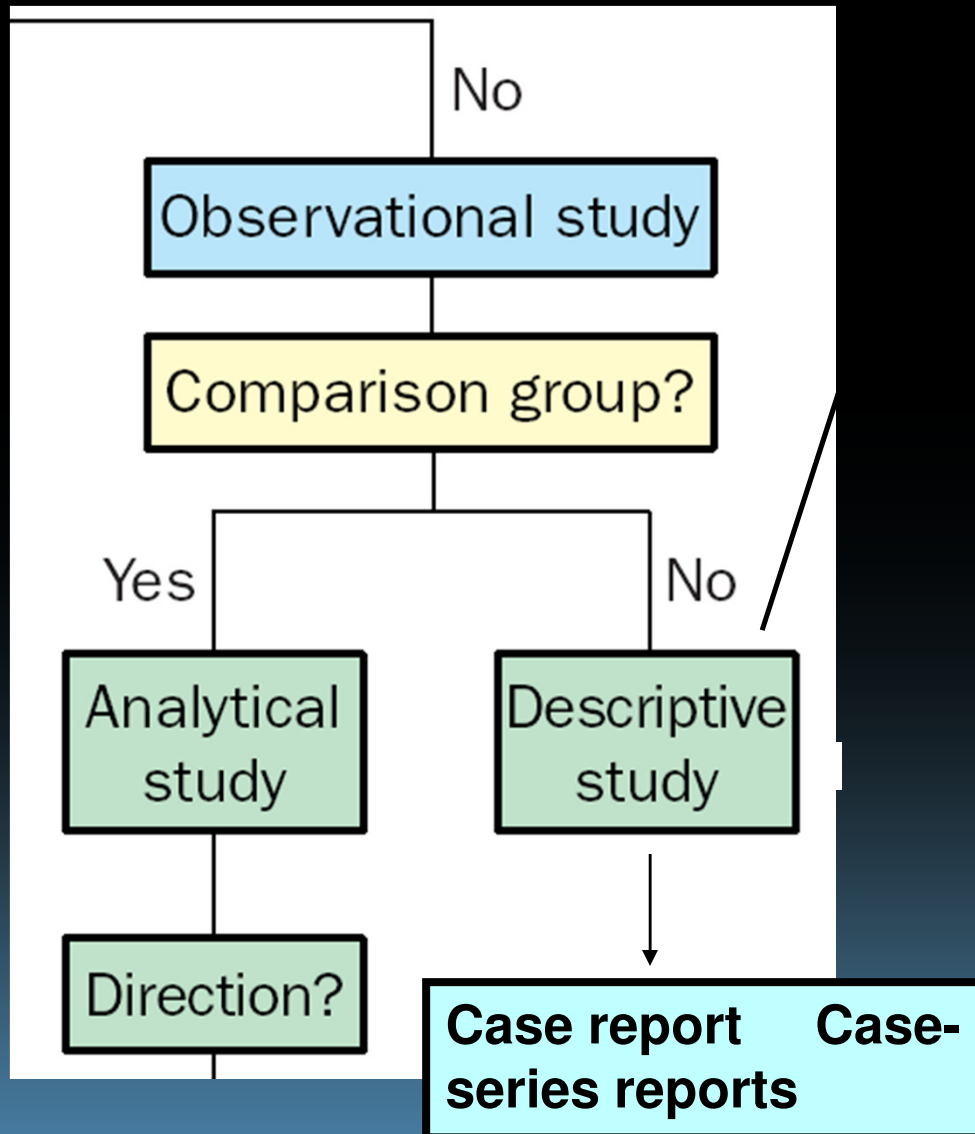 No
Observational study
Comparison group?
Yes
No
Analytical
study
Descriptive
study
Direction?
Case report Case-
series reports